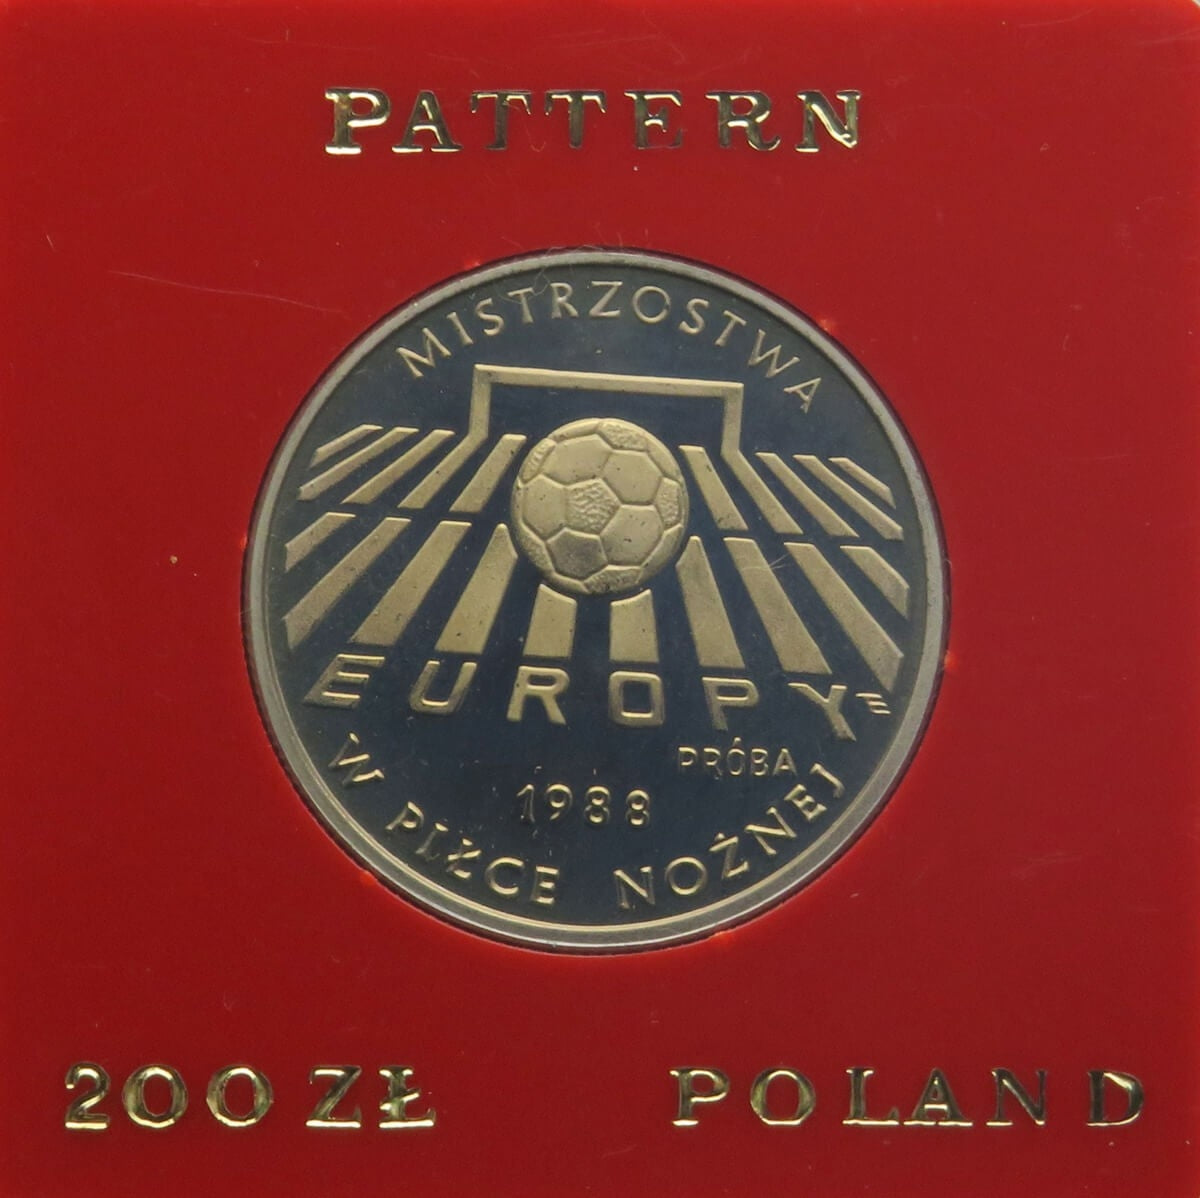 PATTERN
MISTRZOSTWA
EUROPY
PRÓBA
1988
W PIŁCE NOŻNEJ
200 ZŁ POLAND